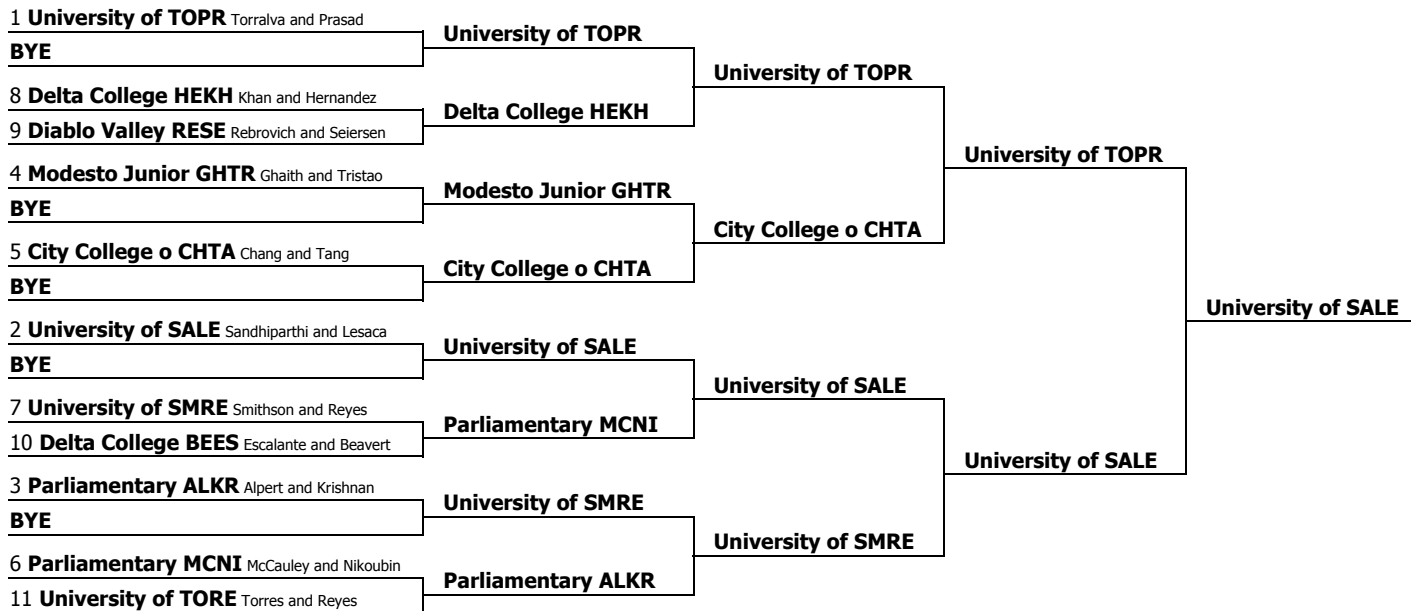 1 University of TOPR Torralva and Prasad
BYE
8 Delta College HEKH Khan and Hernandez
9 Diablo Valley RESE Rebrovich and Seiersen
4 Modesto Junior GHTR Ghaith and Tristao
BYE
5 City College o CHTA Chang and Tang
BYE
2 University of SALE Sandhiparthi and Lesaca
BYE
7 University of SMRE Smithson and Reyes
10 Delta College BEES Escalante and Beavert
3 Parliamentary ALKR Alpert and Krishnan
BYE
6 Parliamentary MCNI McCauley and Nikoubin
11 University of TORE Torres and Reyes
University of TOPR
Delta College HEKH
Modesto Junior GHTR
City College o CHTA
University of SALE
Parliamentary MCNI
University of SMRE
Parliamentary ALKR
University of TOPR
City College o CHTA
University of SALE
University of SMRE
University of TOPR
University of SALE
University of SALE